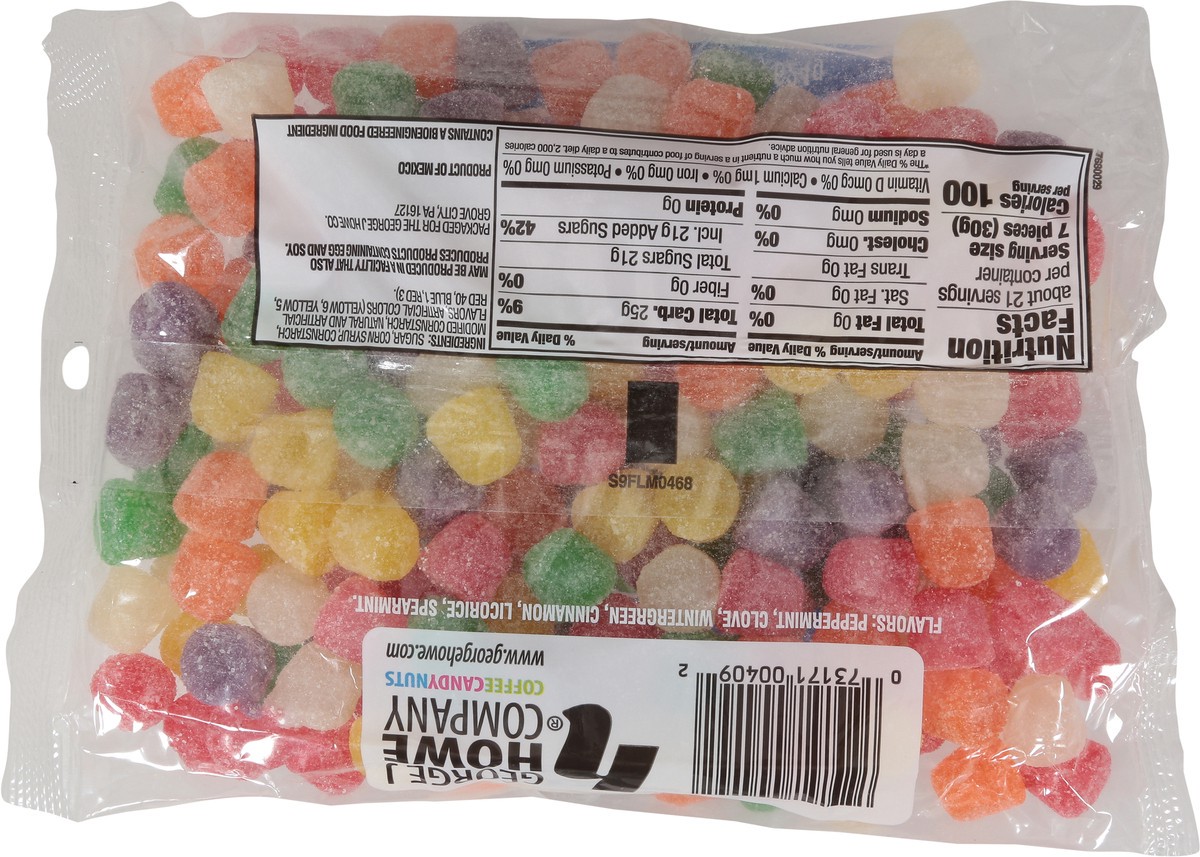 Nutrition
Facts
about 21 servings
per container
Serving size
7 pieces (30g)
Calories 100
per serving
Amount/serving % Daily Value
Total Fat 0g 0%
Sat. Fat 0g 0%
Trans Fat 0g
Cholest. 0mg 0%
Sodium 0mg 0%
Amount/serving % Daily Value
Total Carb. 25g 9%
Fiber 0g 0%
Total Sugars 21g
Incl. 21g Added Sugars 42%
Protein 0g
Vitamin D 0mcg 0% • Calcium 1mg 0% • Iron 0mg 0% • Potassium 0mg 0%
*The % Daily Value tells you how much a nutrient in a serving of food contributes to a daily diet. 2,000 calories
a day is used for general nutrition advice.
INGREDIENTS: SUGAR, CORN SYRUP, CORNSTARCH,
MODIFIED CORNSTARCH, NATURAL AND ARTIFICIAL
FLAVORS, ARTIFICIAL COLORS (YELLOW 6, YELLOW 5,
RED 40, BLUE 1, RED 3).
MAY BE PRODUCED IN A FACILITY THAT ALSO
PRODUCES PRODUCTS CONTAINING EGG AND SOY.
PACKAGED FOR THE GEORGE J HOWE CO.
GROVE CITY, PA 16127
PRODUCT OF MEXICO
CONTAINS A BIOENGINEERED FOOD INGREDIENT
7680029
S9FLM0468
FLAVORS: PEPPERMINT, CLOVE, WINTERGREEN, CINNAMON, LICORICE, SPEARMINT.
0 73171 00409 2
GEORGE J
HOWE
COMPANY®
COFFEECANDYNUTS
www.georgehowe.com